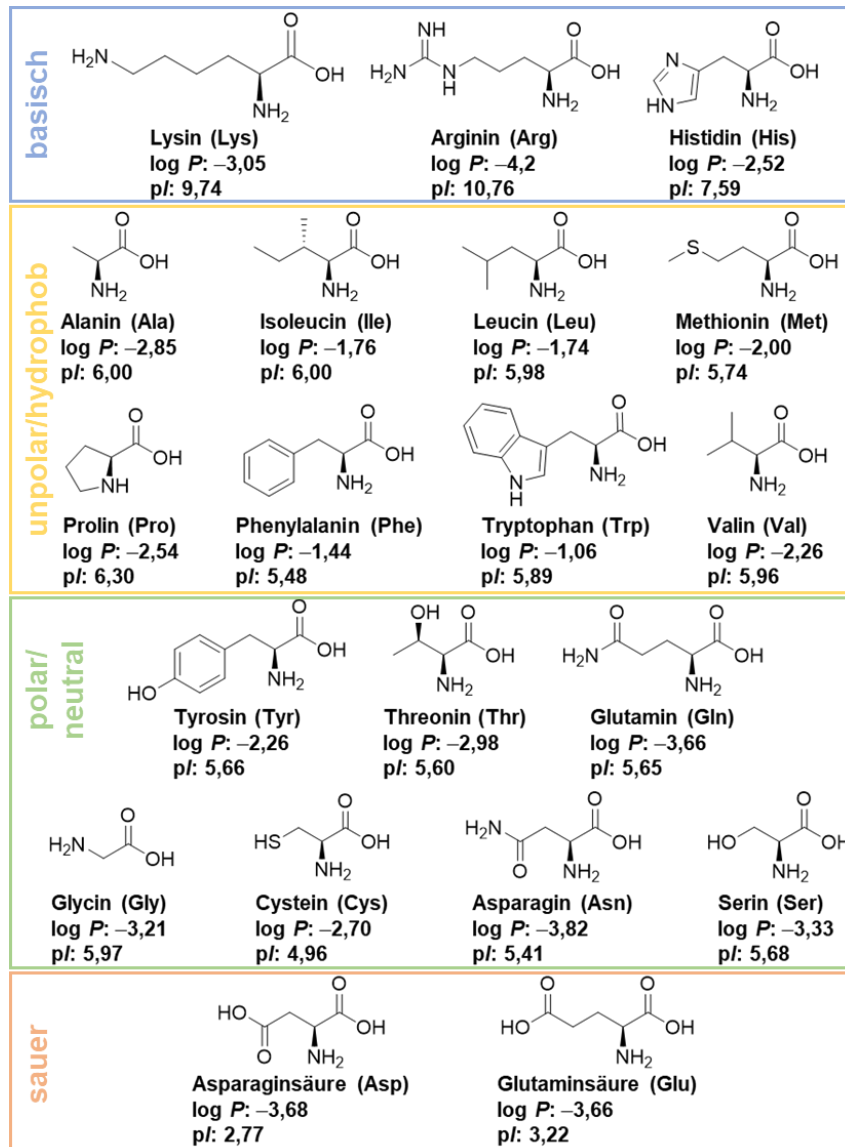 basisch
H2N
O
OH
NH2
Lysin (Lys)
log P: –3,05
pI: 9,74
NH
H2N
N
H
O
OH
NH2
Arginin (Arg)
log P: –4,2
pI: 10,76
N
HN
O
OH
NH2
Histidin (His)
log P: –2,52
pI: 7,59
unpolar/hydrophob
O
OH
NH2
Alanin (Ala)
log P: –2,85
pI: 6,00
O
OH
NH2
Isoleucin (Ile)
log P: –1,76
pI: 6,00
O
OH
NH2
Leucin (Leu)
log P: –1,74
pI: 5,98
S
O
OH
NH2
Methionin (Met)
log P: –2,00
pI: 5,74
O
OH
NH
Prolin (Pro)
log P: –2,54
pI: 6,30
O
OH
NH2
Phenylalanin (Phe)
log P: –1,44
pI: 5,48
O
OH
NH2
N
H
Tryptophan (Trp)
log P: –1,06
pI: 5,89
O
OH
NH2
Valin (Val)
log P: –2,26
pI: 5,96
polar/
neutral
O
OH
NH2
HO
Tyrosin (Tyr)
log P: –2,26
pI: 5,66
OH
O
OH
NH2
Threonin (Thr)
log P: –2,98
pI: 5,60
O
H2N
O
OH
NH2
Glutamin (Gln)
log P: –3,66
pI: 5,65
H2N
O
OH
Glycin (Gly)
log P: –3,21
pI: 5,97
HS
O
OH
NH2
Cystein (Cys)
log P: –2,70
pI: 4,96
H2N
O
O
OH
NH2
Asparagin (Asn)
log P: –3,82
pI: 5,41
HO
O
OH
NH2
Serin (Ser)
log P: –3,33
pI: 5,68
sauer
HO
O
O
OH
NH2
Asparaginsäure (Asp)
log P: –3,68
pI: 2,77
O
HO
O
OH
NH2
Glutaminsäure (Glu)
log P: –3,66
pI: 3,22